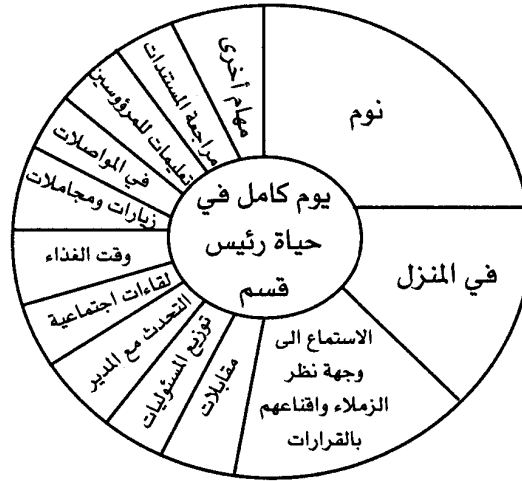 يوم كامل في
حياة رئيس
قسم
نوم
في المنزل
الاستماع الى
وجهة نظر
الزملاء واقناعهم
بالقرارات
مقابلات
توزيع المسئوليات
التحدث مع المدير
لقاءات اجتماعية
وقت الغذاء
زيارات ومجاملات
في المواصلات
تعليمات للمرؤوسين
مراجعة المستندات
مهام أخرى